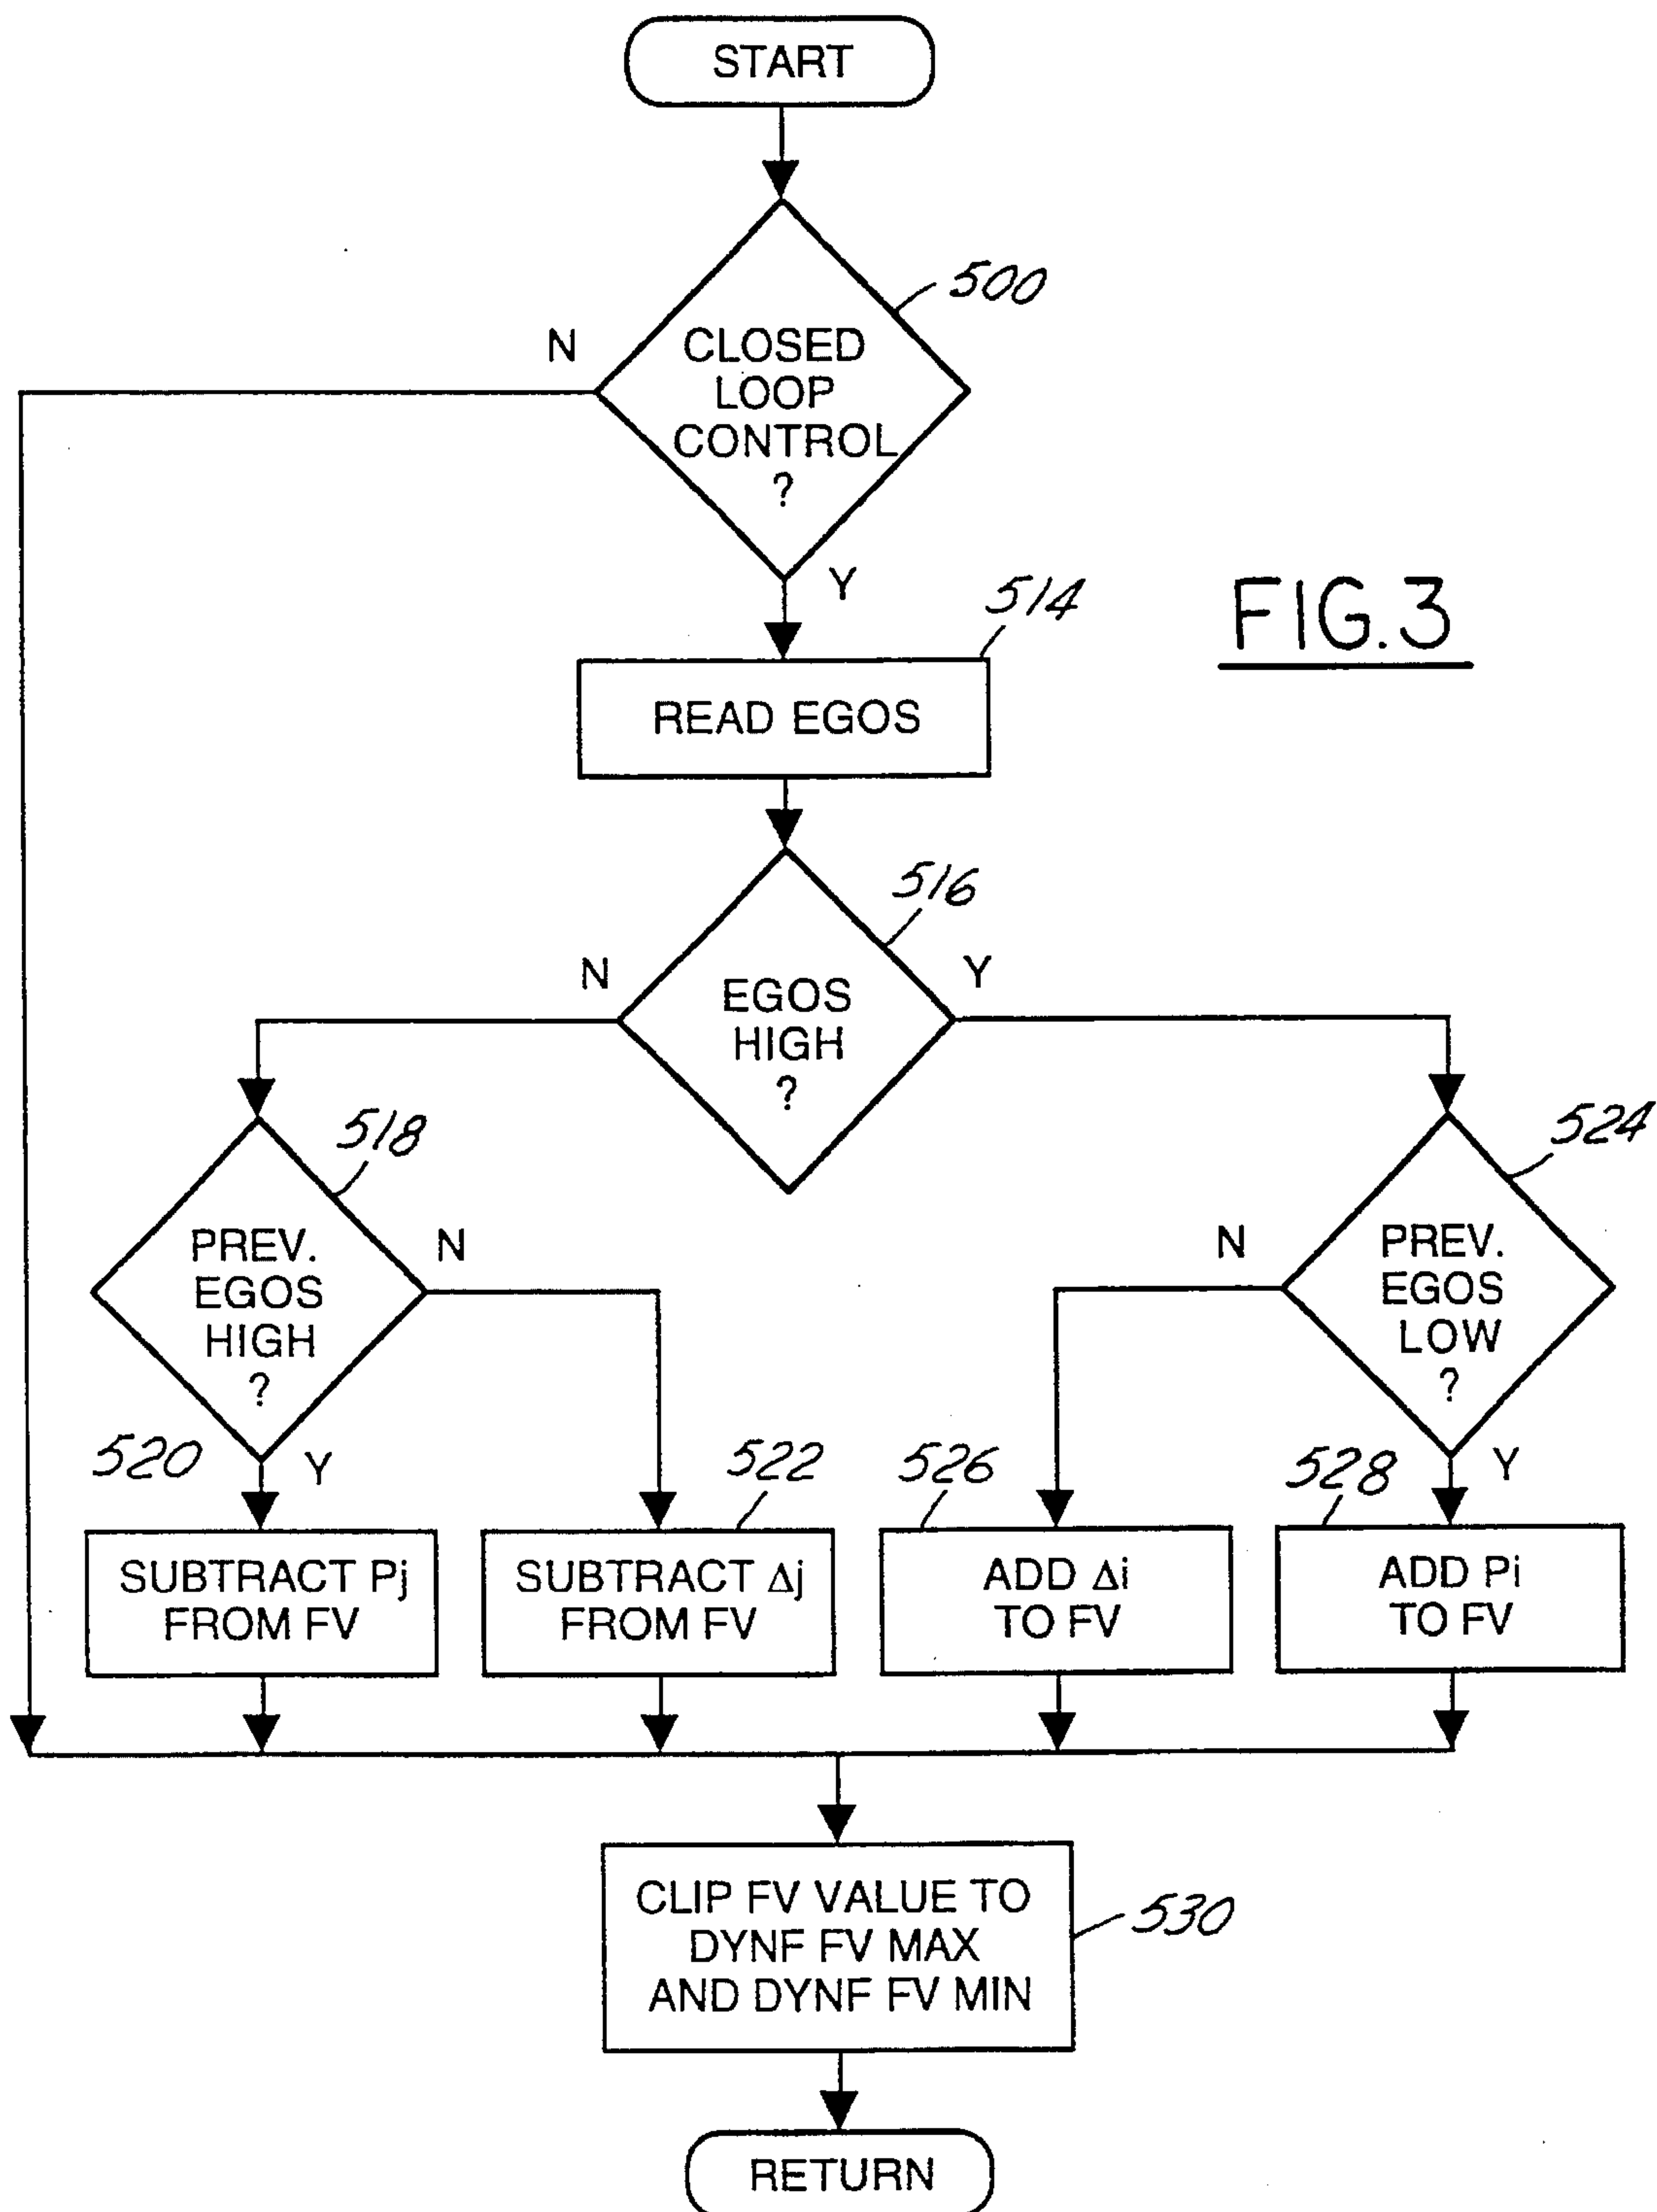 START
500
N
CLOSED
LOOP
CONTROL
?
Y
514
FIG. 3
READ EGOS
516
N
Y
EGOS
HIGH
?
518
524
PREV.
EGOS
HIGH
?
N
N
PREV.
EGOS
LOW
?
520
Y
522
526
528
Y
SUBTRACT Pj
FROM FV
SUBTRACT Δj
FROM FV
ADD Δi
TO FV
ADD Pi
TO FV
CLIP FV VALUE TO
DYNF FV MAX
AND DYNF FV MIN
530
RETURN